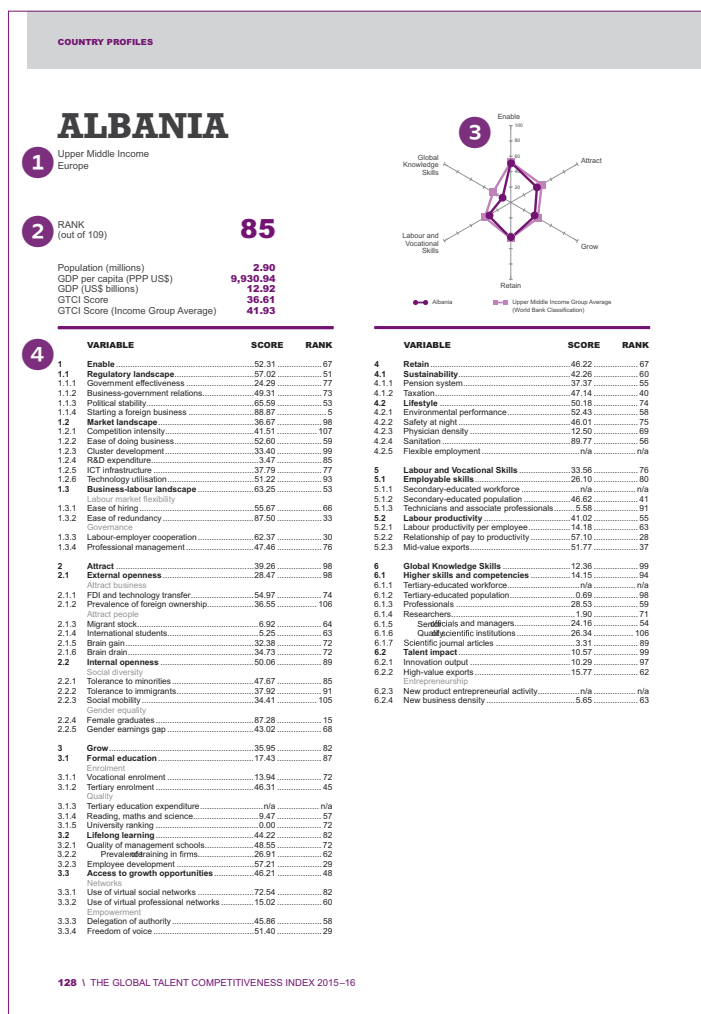 COUNTRY PROFILES
ALBANIA
1
Upper Middle Income
Europe
2
RANK
(out of 109)
85
Population (millions) 2.90
GDP per capita (PPP US$) 9,930.94
GDP (US$ billions) 12.92
GTCI Score 36.61
GTCI Score (Income Group Average) 41.93
3
Enable
100
80
60
40
20
Attract
Grow
Retain
Labour and
Vocational
Skills
Global
Knowledge
Skills
Albania
Upper Middle Income Group Average
(World Bank Classification)
4
VARIABLE SCORE RANK
1 Enable 52.31 67
1.1 Regulatory landscape 57.02 51
1.1.1 Government effectiveness 24.29 77
1.1.2 Business-government relations 49.31 73
1.1.3 Political stability 65.59 53
1.1.4 Starting a foreign business 88.87 5
1.2 Market landscape 36.67 98
1.2.1 Competition intensity 41.51 107
1.2.2 Ease of doing business 52.60 59
1.2.3 Cluster development 33.40 99
1.2.4 R&D expenditure 3.47 85
1.2.5 ICT infrastructure 37.79 77
1.2.6 Technology utilisation 51.22 93
1.3 Business-labour landscape 63.25 53
Labour market flexibility
1.3.1 Ease of hiring 55.67 66
1.3.2 Ease of redundancy 87.50 33
Governance
1.3.3 Labour-employer cooperation 62.37 30
1.3.4 Professional management 47.46 76
2 Attract 39.26 98
2.1 External openness 28.47 98
Attract business
2.1.1 FDI and technology transfer 54.97 74
2.1.2 Prevalence of foreign ownership 36.55 106
Attract people
2.1.3 Migrant stock 6.92 64
2.1.4 International students 5.25 63
2.1.5 Brain gain 32.38 72
2.1.6 Brain drain 34.73 72
2.2 Internal openness 50.06 89
Social diversity
2.2.1 Tolerance to minorities 47.67 85
2.2.2 Tolerance to immigrants 37.92 91
2.2.3 Social mobility 34.41 105
Gender equality
2.2.4 Female graduates 87.28 15
2.2.5 Gender earnings gap 43.02 68
3 Grow 35.95 82
3.1 Formal education 17.43 87
Enrolment
3.1.1 Vocational enrolment 13.94 72
3.1.2 Tertiary enrolment 46.31 45
Quality
3.1.3 Tertiary education expenditure n/a n/a
3.1.4 Reading, maths and science 9.47 57
3.1.5 University ranking 0.00 72
3.2 Lifelong learning 44.22 82
3.2.1 Quality of management schools 48.55 72
3.2.2 Prevalence of training in firms 26.91 62
3.2.3 Employee development 57.21 29
3.3 Access to growth opportunities 46.21 48
Networks
3.3.1 Use of virtual social networks 72.54 82
3.3.2 Use of virtual professional networks 15.02 60
Empowerment
3.3.3 Delegation of authority 45.86 58
3.3.4 Freedom of voice 51.40 29
VARIABLE SCORE RANK
4 Retain 46.22 67
4.1 Sustainability 42.26 60
4.1.1 Pension system 37.37 55
4.1.2 Taxation 47.14 40
4.2 Lifestyle 50.18 74
4.2.1 Environmental performance 52.43 58
4.2.2 Safety at night 46.01 75
4.2.3 Physician density 12.50 69
4.2.4 Sanitation 89.77 56
4.2.5 Flexible employment n/a n/a
5 Labour and Vocational Skills 33.56 76
5.1 Employable skills 26.10 80
5.1.1 Secondary-educated workforce n/a n/a
5.1.2 Secondary-educated population 46.62 41
5.1.3 Technicians and associate professionals 5.58 91
5.2 Labour productivity 41.02 55
5.2.1 Labour productivity per employee 14.18 63
5.2.2 Relationship of pay to productivity 57.10 28
5.2.3 Mid-value exports 51.77 37
6 Global Knowledge Skills 12.36 99
6.1 Higher skills and competencies 14.15 94
6.1.1 Tertiary-educated workforce n/a n/a
6.1.2 Tertiary-educated population 0.69 98
6.1.3 Professionals 28.53 59
6.1.4 Researchers 1.90 71
6.1.5 Senior officials and managers 24.16 54
6.1.6 Quality of scientific institutions 26.34 106
6.1.7 Scientific journal articles 3.31 89
6.2 Talent impact 10.57 99
6.2.1 Innovation output 10.29 97
6.2.2 High-value exports 15.77 62
Entrepreneurship
6.2.3 New product entrepreneurial activity n/a n/a
6.2.4 New business density 5.65 63
128 \ THE GLOBAL TALENT COMPETITIVENESS INDEX 2015–16